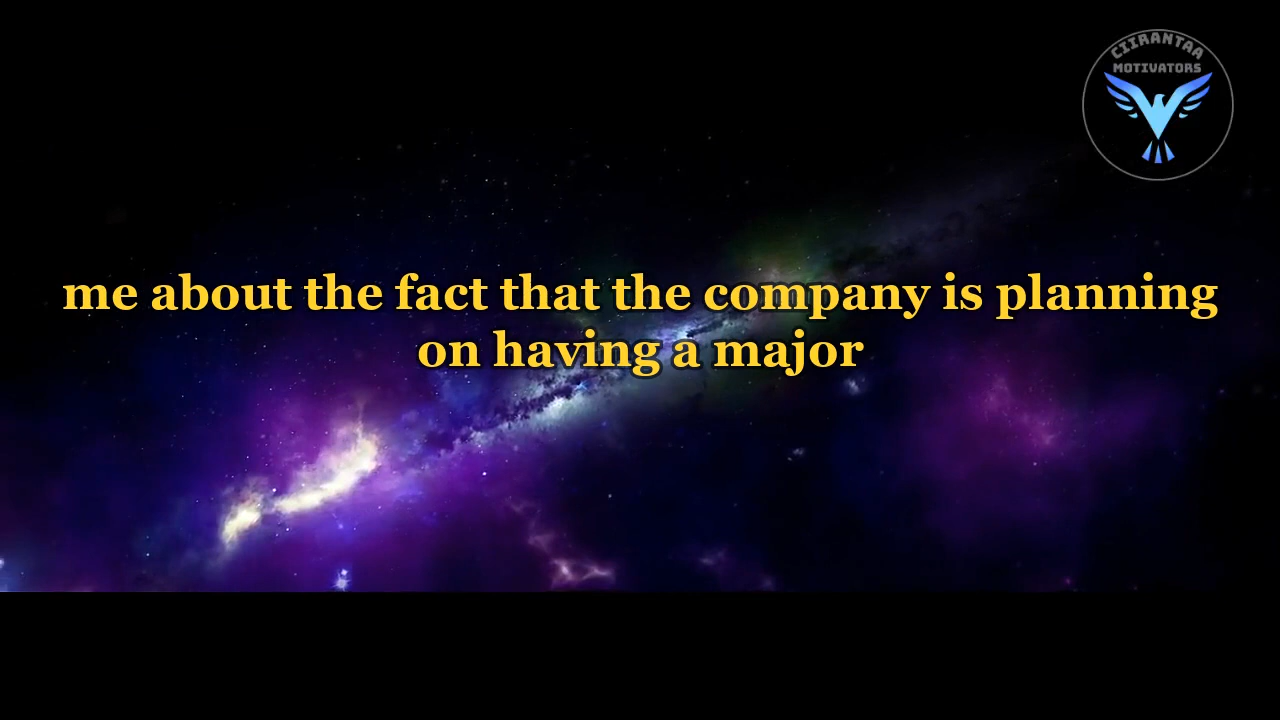 CIIRANTAA
MOTIVATORS
me about the fact that the company is planning
on having a major